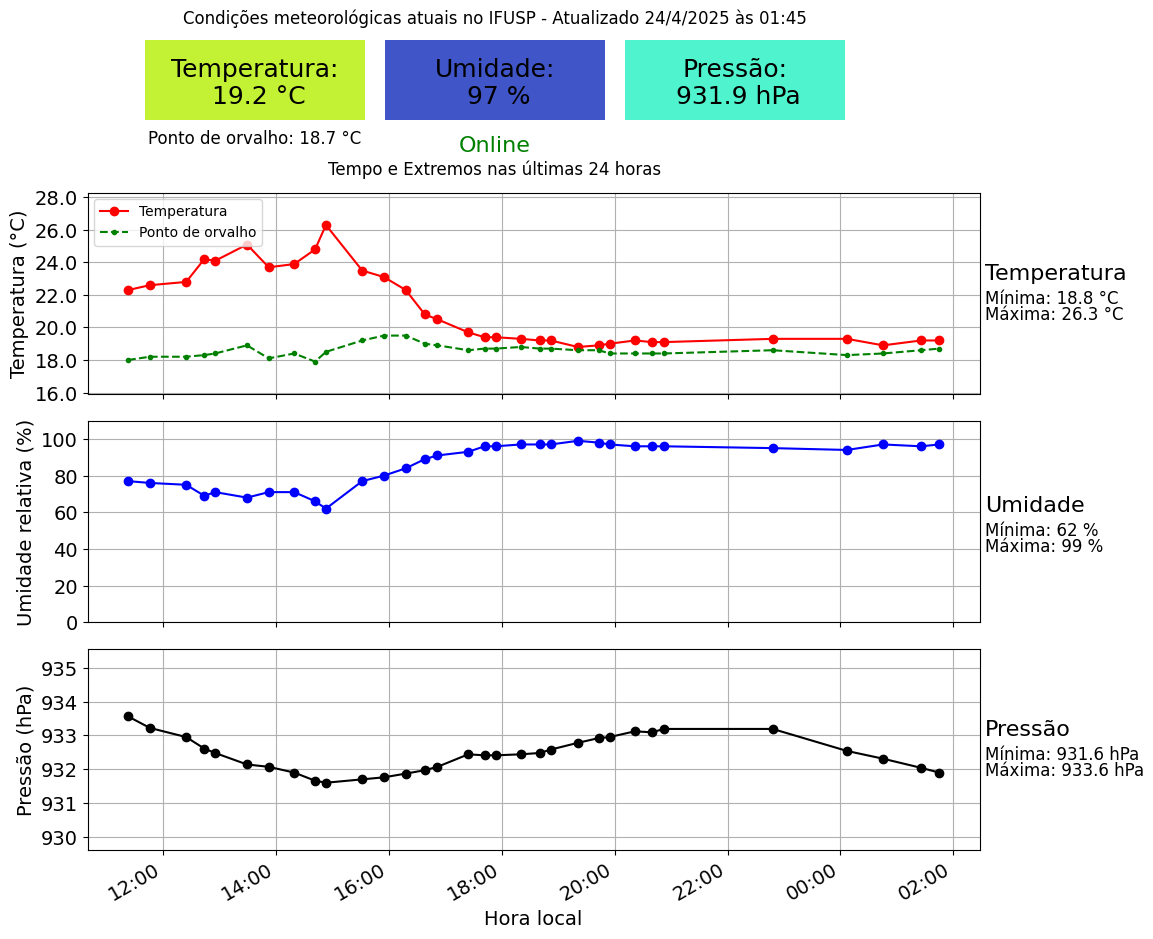 Condições meteorológicas atuais no IFUSP - Atualizado 24/4/2025 às 01:45
Temperatura:
19.2 °C
Umidade:
97 %
Pressão:
931.9 hPa
Ponto de orvalho: 18.7 °C
Online
Tempo e Extremos nas últimas 24 horas
Temperatura (°C)
28.0
26.0
24.0
22.0
20.0
18.0
16.0
Temperatura
Ponto de orvalho
Temperatura
Mínima: 18.8 °C
Máxima: 26.3 °C
Umidade relativa (%)
100
80
60
40
20
0
Umidade
Mínima: 62 %
Máxima: 99 %
Pressão (hPa)
935
934
933
932
931
930
Pressão
Mínima: 931.6 hPa
Máxima: 933.6 hPa
12:00
14:00
16:00
18:00
20:00
22:00
00:00
02:00
Hora local